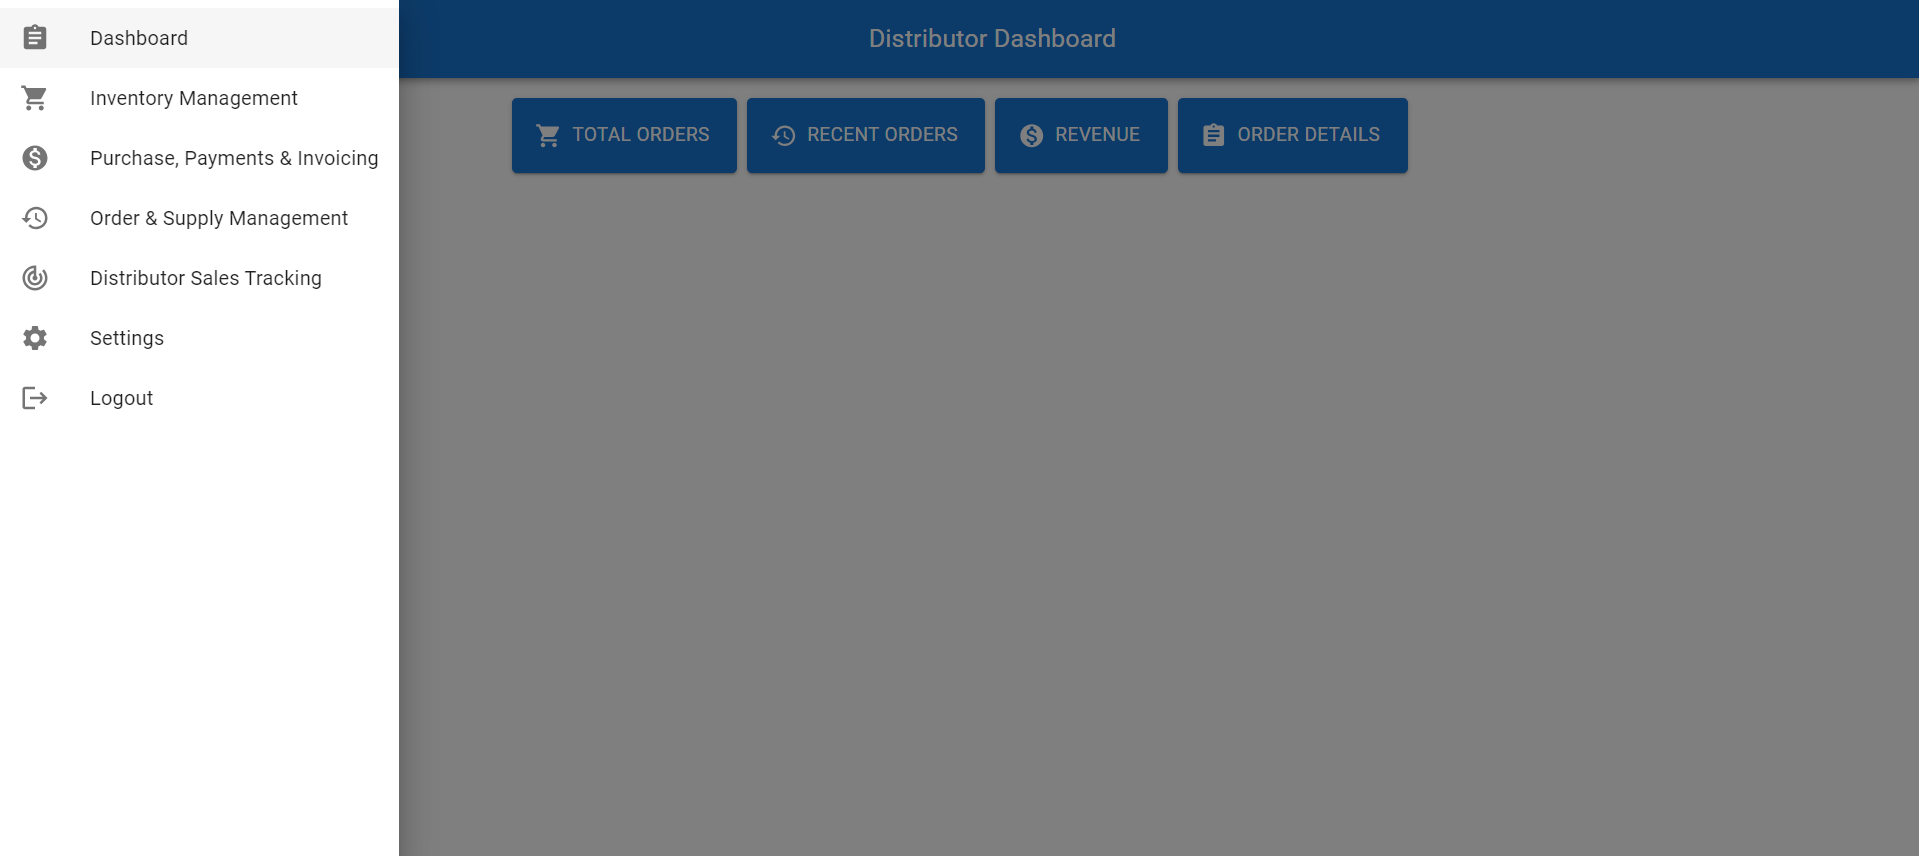 Dashboard
Inventory Management
Purchase, Payments & Invoicing
Order & Supply Management
Distributor Sales Tracking
Settings
Logout
Distributor Dashboard
TOTAL ORDERS
RECENT ORDERS
REVENUE
ORDER DETAILS